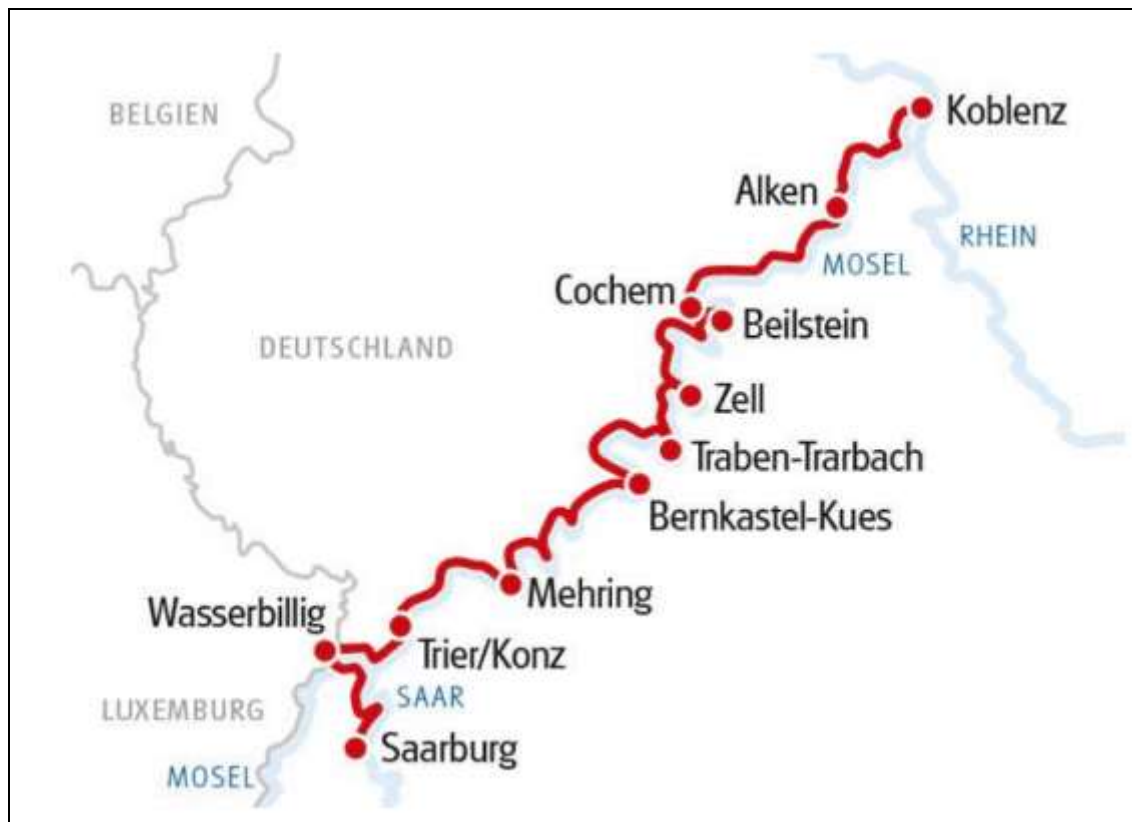 BELGIEN
Koblenz
Alken
RHEIN
MOSEL
Cochem
Beilstein
DEUTSCHLAND
Zell
Traben-Trarbach
Bernkastel-Kues
Mehring
Wasserbillig
Trier/Konz
SAAR
LUXEMBURG
Saarburg
MOSEL